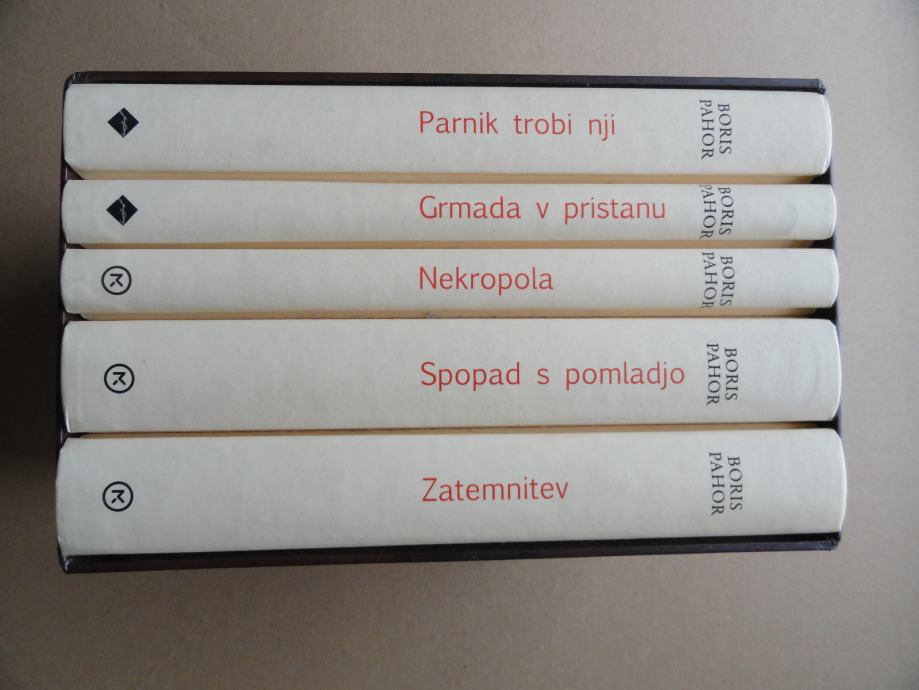 Parnik trobi nji
BORIS
PAHOR
Grmada v pristanu
BORIS
PAHOR
Nekropola
BORIS
PAHOR
Spopad s pomladjo
BORIS
PAHOR
Zatemnitev
BORIS
PAHOR